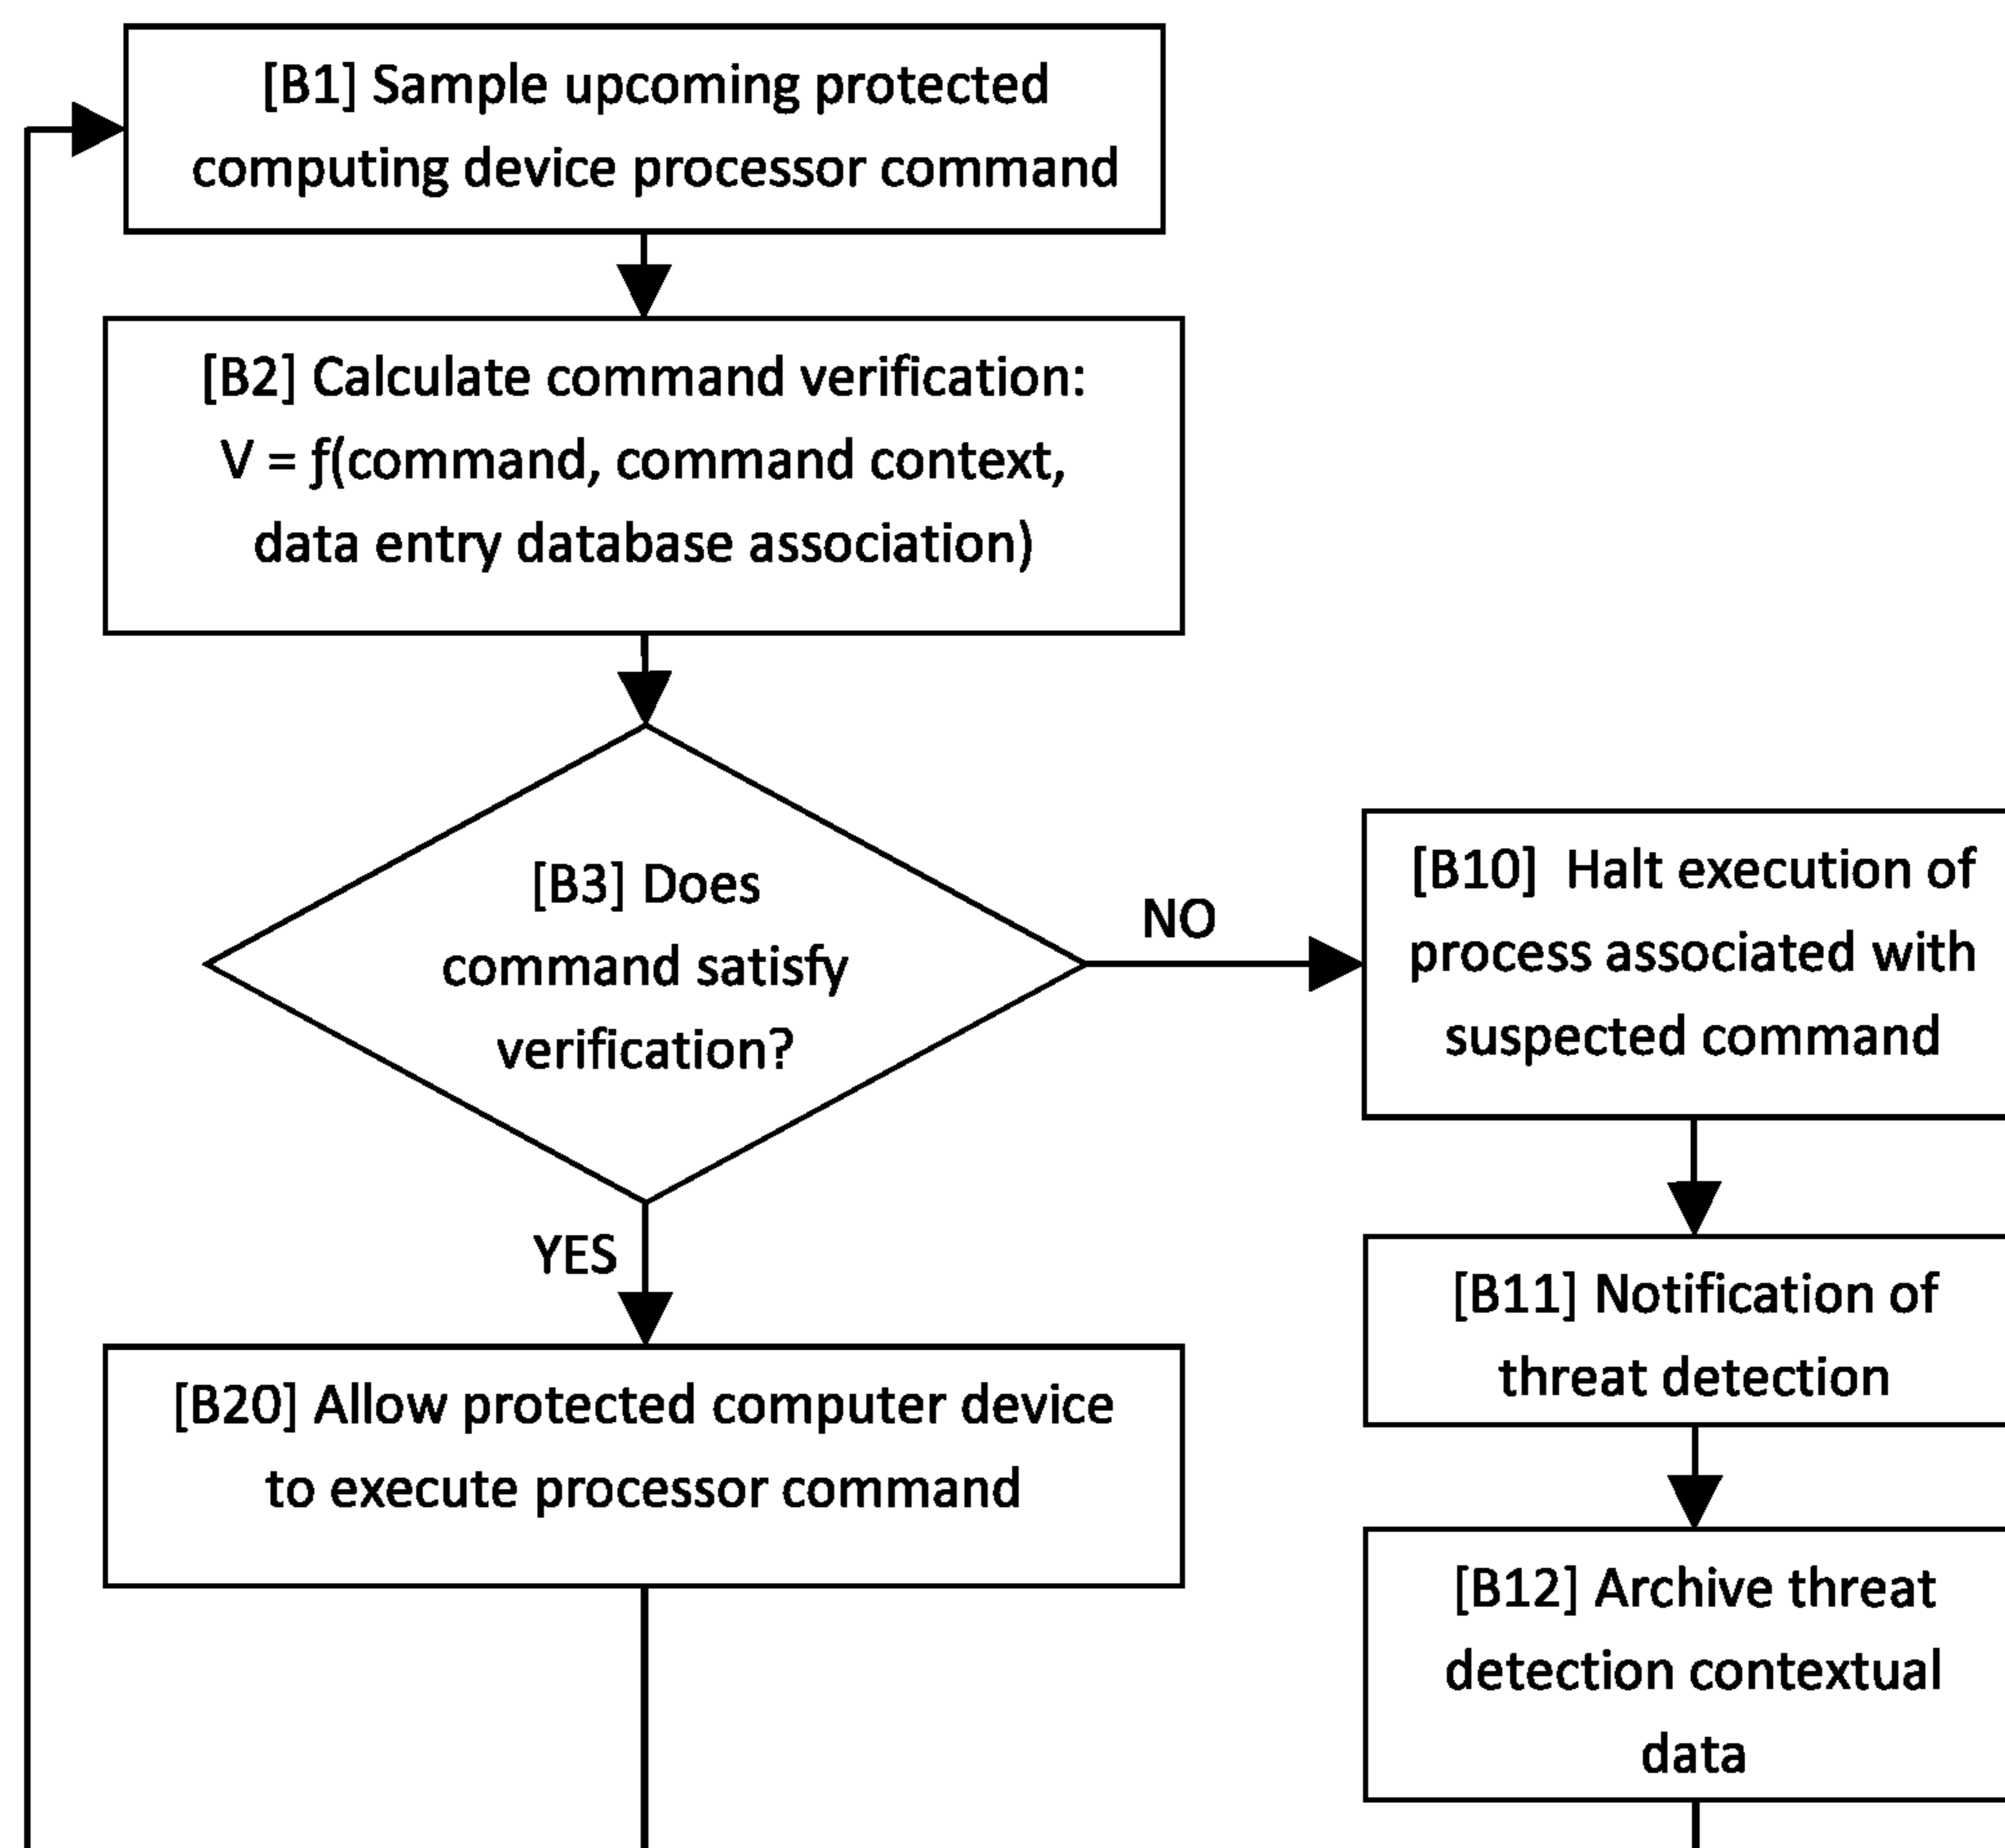 [B1] Sample upcoming protected
computing device processor command
[B2] Calculate command verification:
V = ƒ(command, command context,
data entry database association)
[B3] Does
command satisfy
verification?
NO
[B10] Halt execution of
process associated with
suspected command
YES
[B11] Notification of
threat detection
[B20] Allow protected computer device
to execute processor command
[B12] Archive threat
detection contextual
data